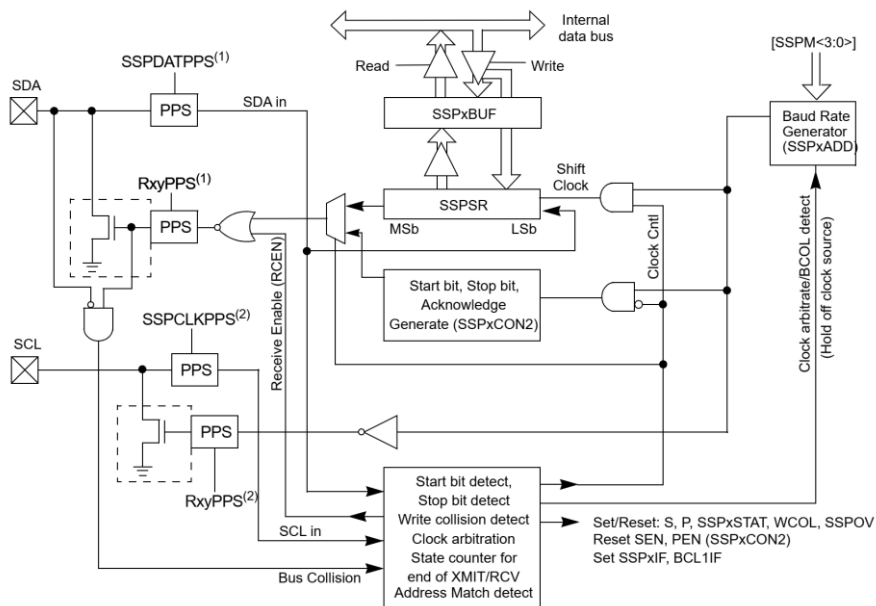 Internal
data bus
[SSPM<3:0>]
SSPDATPPS(1)
Read
Write
SDA
PPS
SDA in
SSPxBUF
Baud Rate
Generator
(SSPxADD)
RxyPPS(1)
Shift
Clock
PPS
SSPSR
MSb
LSb
Receive Enable (RCEN)
Clock Cntl
Clock arbitrate/BCOL detect
(Hold off clock source)
Start bit, Stop bit,
Acknowledge
Generate (SSPxCON2)
SSPCLKPPS(2)
SCL
PPS
PPS
RxyPPS(2)
Start bit detect,
Stop bit detect
Write collision detect
Clock arbitration
State counter for
end of XMIT/RCV
Address Match detect
SCL in
Bus Collision
Set/Reset: S, P, SSPxSTAT, WCOL, SSPOV
Reset SEN, PEN (SSPxCON2)
Set SSPxIF, BCL1IF